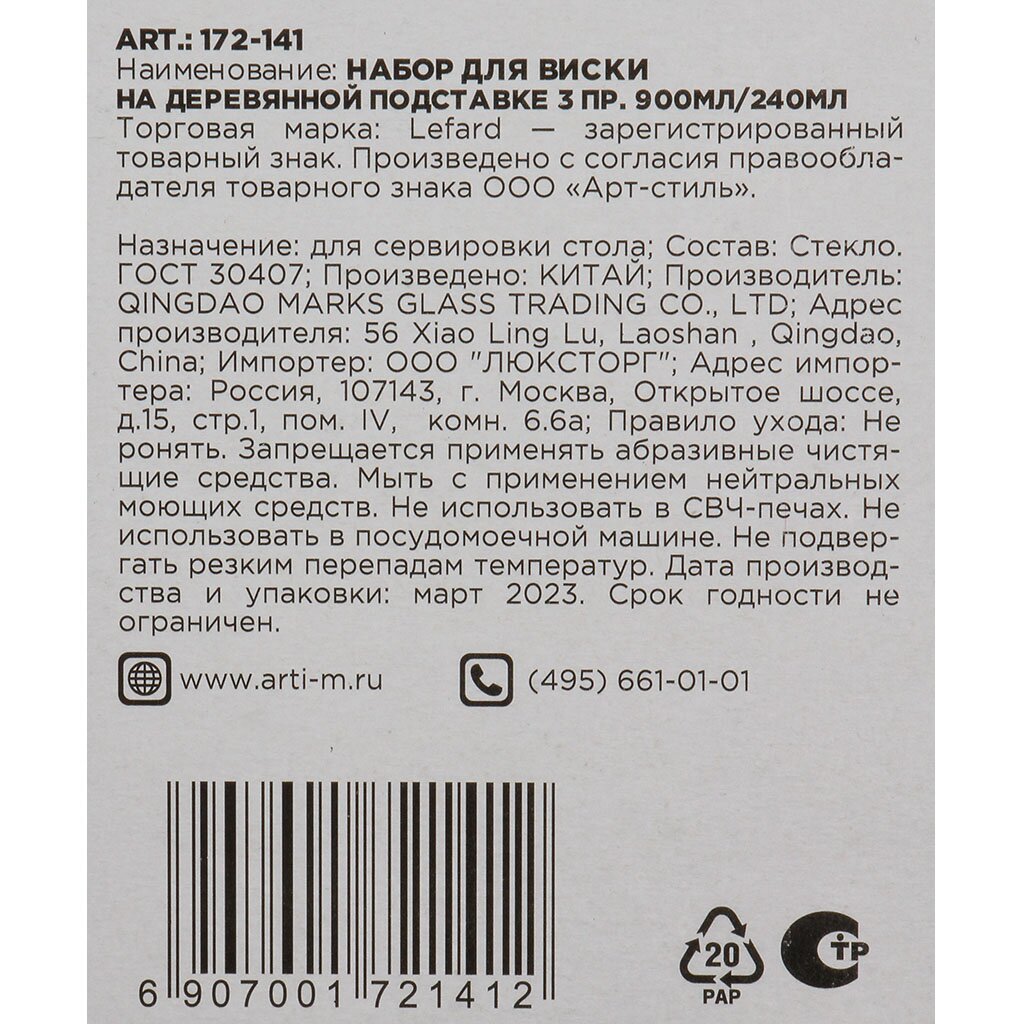 ART.: 172-141
Наименование: НАБОР ДЛЯ ВИСКИ
НА ДЕРЕВЯННОЙ ПОДСТАВКЕ 3 ПР. 900МЛ/240МЛ
Торговая марка: Lefard — зарегистрированный
товарный знак. Произведено с согласия правообла-
дателя товарного знака ООО «Арт-стиль».
Назначение: для сервировки стола; Состав: Стекло.
ГОСТ 30407; Произведено: КИТАЙ; Производитель:
QINGDAO MARKS GLASS TRADING CO., LTD; Адрес
производителя: 56 Xiao Ling Lu, Laoshan , Qingdao,
China; Импортер: ООО "ЛЮКСТОРГ"; Адрес импор-
тера: Россия, 107143, г. Москва, Открытое шоссе,
д.15, стр.1, пом. IV, комн. 6.6а; Правило ухода: Не
ронять. Запрещается применять абразивные чистя-
щие средства. Мыть с применением нейтральных
моющих средств. Не использовать в СВЧ-печах. Не
использовать в посудомоечной машине. Не подвер-
гать резким перепадам температур. Дата производ-
ства и упаковки: март 2023. Срок годности не
ограничен.
www.arti-m.ru (495) 661-01-01
6 907001 721412
20
PAP
СТР